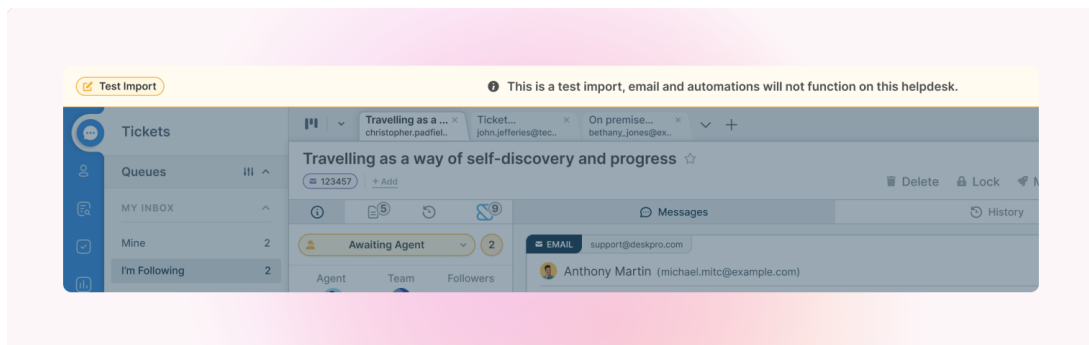 Test Import
This is a test import, email and automations will not function on this helpdesk.
Tickets
Travelling as a ... ×
christopher.padfiel..
Ticket... ×
john.jefferies@tec..
On premise... ×
bethany_jones@ex..
Queues
Travelling as a way of self-discovery and progress
123457
+ Add
Delete
Lock
MY INBOX
5
9
Messages
History
Mine 2
Awaiting Agent
2
EMAIL
support@deskpro.com
I'm Following 2
Anthony Martin (michael.mitc@example.com)
Agent
Team
Followers